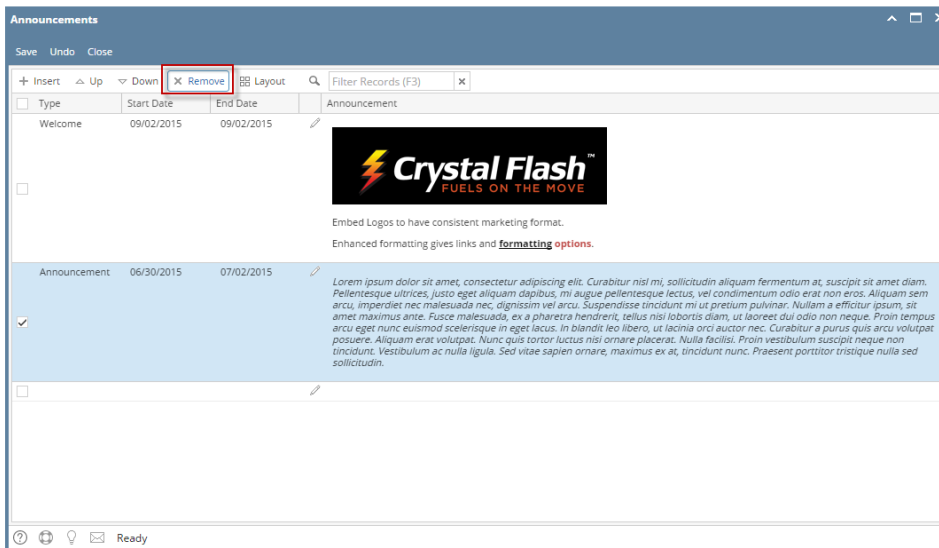 Announcements
Save Undo Close
Insert Up Down Remove Layout Filter Records (F3)
Type Start Date End Date Announcement
Welcome 09/02/2015 09/02/2015
Crystal Flash™
FUELS ON THE MOVE
Embed Logos to have consistent marketing format.
Enhanced formatting gives links and formatting options.
Announcement 06/30/2015 07/02/2015
Lorem ipsum dolor sit amet, consectetur adipiscing elit. Curabitur nisl mi, sollicitudin aliquam fermentum at, suscipit sit amet diam.
Pellentesque ultrices, justo eget aliquam dapibus, mi augue pellentesque lectus, vel condimentum odio erat non eros. Aliquam sem
arcu, imperdiet nec malesuada nec, dignissim vel arcu. Suspendisse tincidunt mi ut pretium pulvinar. Nullam a efficitur ipsum, sit
amet maximus ante. Fusce malesuada, ex a pharetra hendrerit, tellus nisi lobortis diam, ut laoreet dui odio non neque. Proin tempus
arcu eget nunc euismod scelerisque in eget lacus. In blandit leo libero, ut lacinia orci auctor nec. Curabitur a purus quis arcu volutpat
posuere. Aliquam erat volutpat. Nunc quis tortor luctus nisi ornare placerat. Nulla facilisi. Proin vestibulum suscipit neque non
tincidunt. Vestibulum ac nulla ligula. Sed vitae sapien ornare, maximus ex at, tincidunt nunc. Praesent porttitor tristique nulla sed
sollicitudin.
Ready